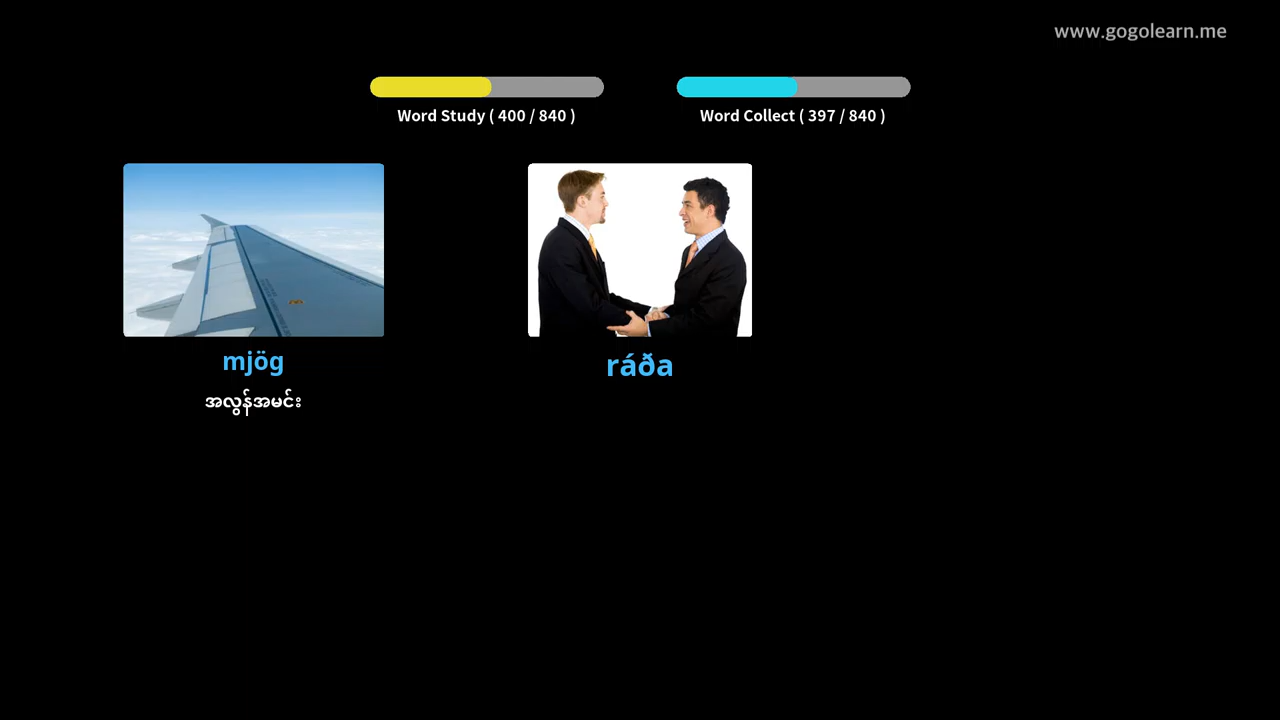 www.gogolearn.me
Word Study ( 400 / 840 )
Word Collect ( 397 / 840 )
mjög
အလွန်အမင်း
ráða